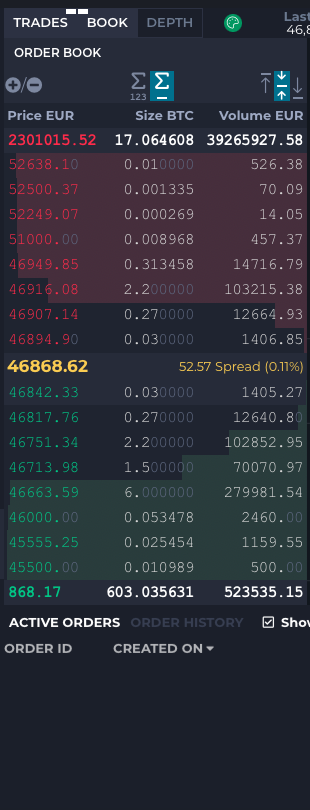 TRADES BOOK DEPTH Last
46,8
ORDER BOOK
123
Price EUR Size BTC Volume EUR
2301015.52 17.064608 39265927.58
52638.10 0.010000 526.38
52500.37 0.001335 70.09
52249.07 0.000269 14.05
51000.00 0.008968 457.37
46949.85 0.313458 14716.79
46916.08 2.200000 103215.38
46907.14 0.270000 12664.93
46894.90 0.030000 1406.85
46868.62 52.57 Spread (0.11%)
46842.33 0.030000 1405.27
46817.76 0.270000 12640.80
46751.34 2.200000 102852.95
46713.98 1.500000 70070.97
46663.59 6.000000 279981.54
46000.00 0.053478 2460.00
45555.25 0.025454 1159.55
45500.00 0.010989 500.00
868.17 603.035631 523535.15
ACTIVE ORDERS ORDER HISTORY Show
ORDER ID CREATED ON